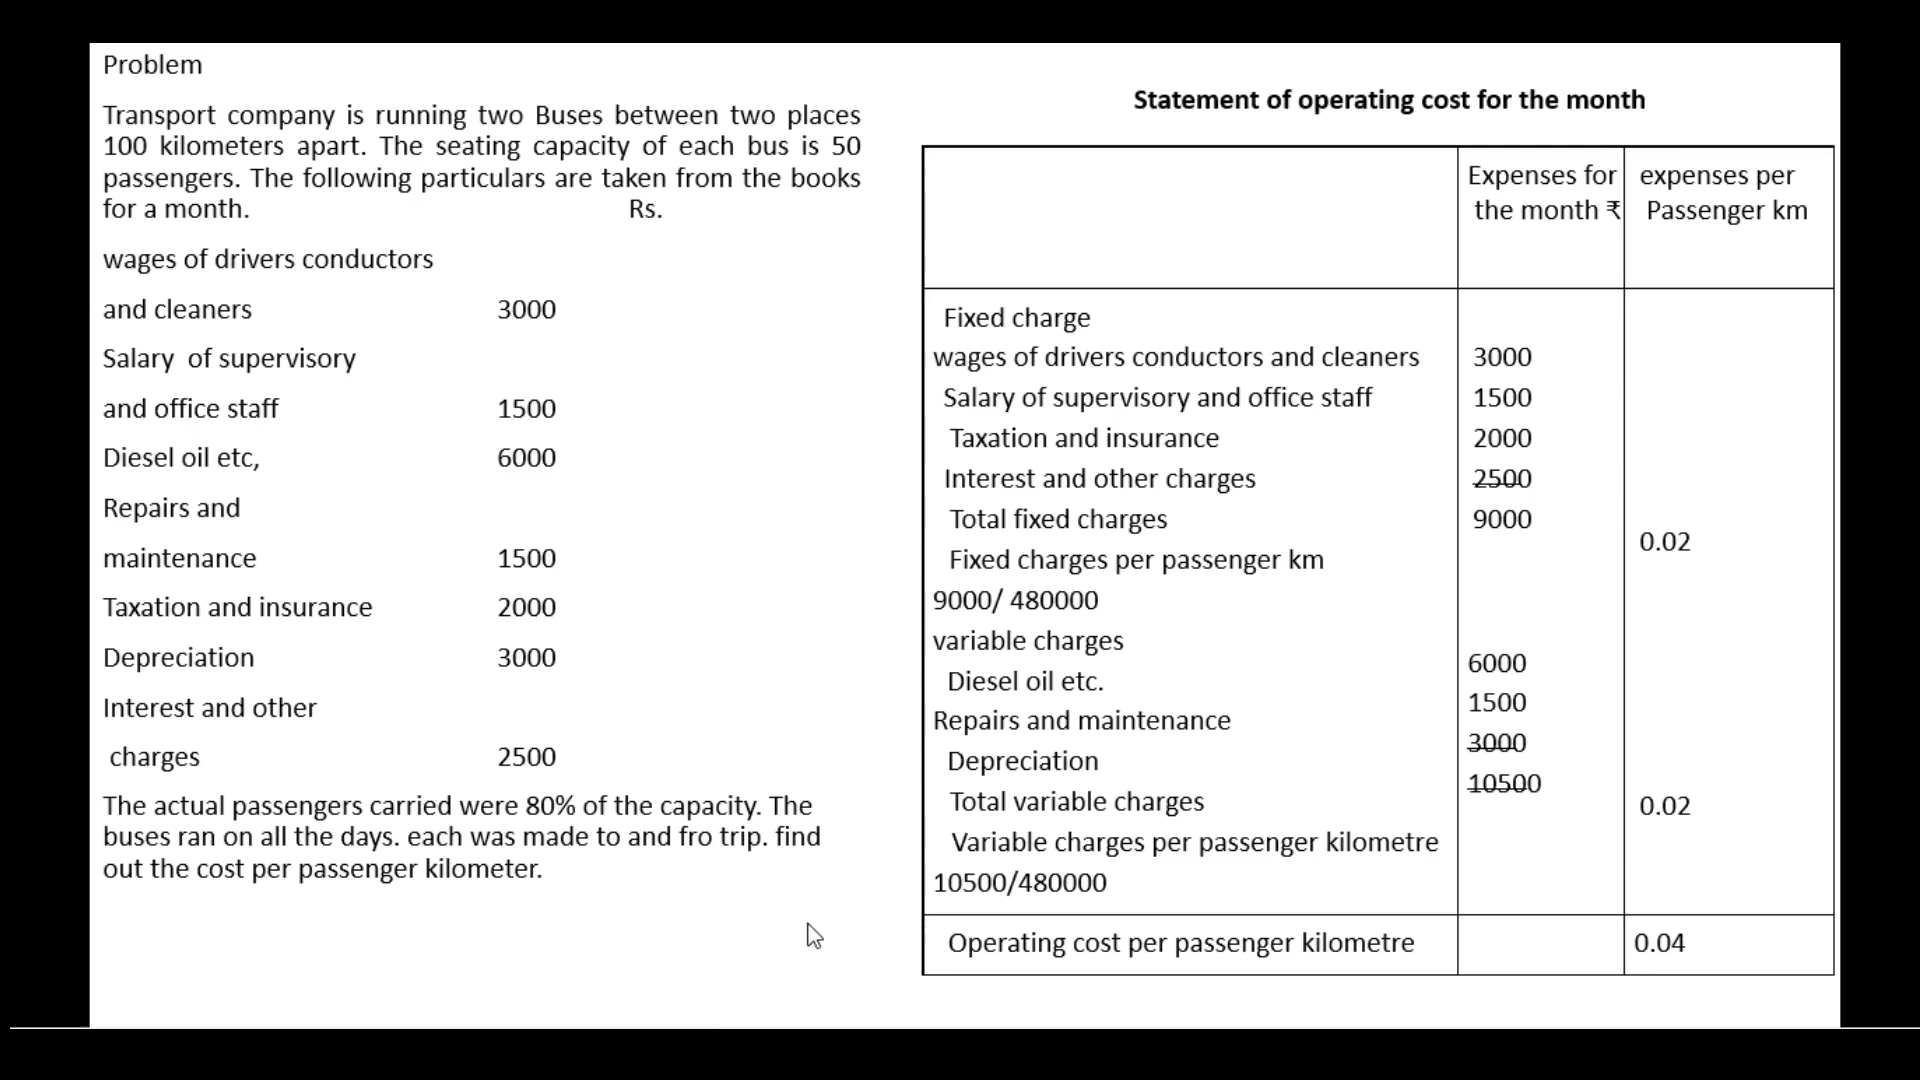 Problem
Transport company is running two Buses between two places
100 kilometers apart. The seating capacity of each bus is 50
passengers. The following particulars are taken from the books
for a month. Rs.
wages of drivers conductors
and cleaners 3000
Salary of supervisory
and office staff 1500
Diesel oil etc, 6000
Repairs and
maintenance 1500
Taxation and insurance 2000
Depreciation 3000
Interest and other
charges 2500
The actual passengers carried were 80% of the capacity. The
buses ran on all the days. each was made to and fro trip. find
out the cost per passenger kilometer.
Statement of operating cost for the month
Expenses for expenses per
the month ₹ Passenger km
Fixed charge
wages of drivers conductors and cleaners 3000
Salary of supervisory and office staff 1500
Taxation and insurance 2000
Interest and other charges 2500
Total fixed charges 9000
0.02
Fixed charges per passenger km
9000/ 480000
variable charges
6000
Diesel oil etc.
1500
Repairs and maintenance
3000
Depreciation
10500
Total variable charges 0.02
Variable charges per passenger kilometre
10500/480000
Operating cost per passenger kilometre 0.04